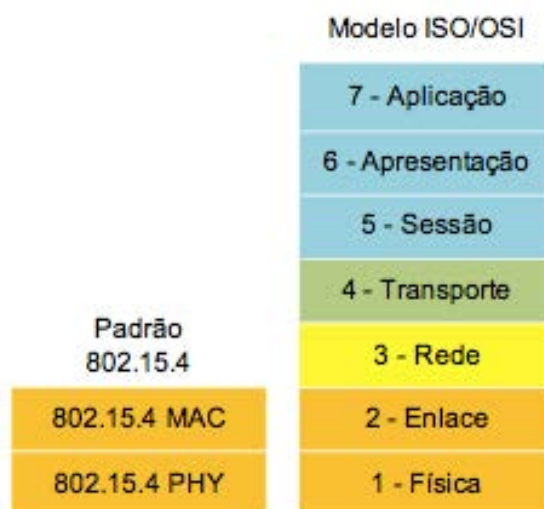 Modelo ISO/OSI
7 - Aplicação
6 - Apresentação
5 - Sessão
4 - Transporte
3 - Rede
2 - Enlace
1 - Física
Padrão
802.15.4
802.15.4 MAC
802.15.4 PHY